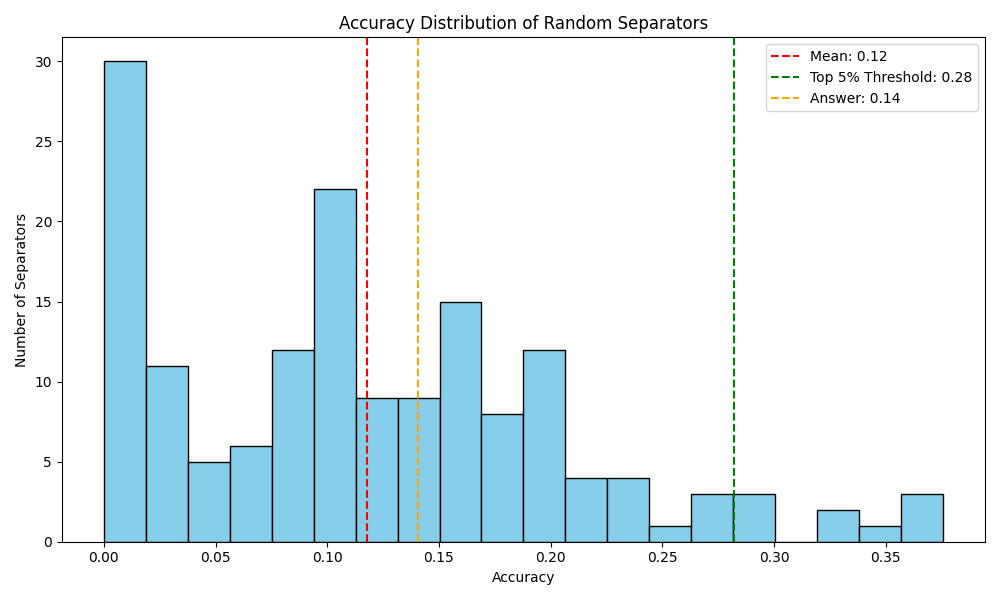 Accuracy Distribution of Random Separators
Mean: 0.12
Top 5% Threshold: 0.28
Answer: 0.14
Number of Separators
30
25
20
15
10
5
0
0.00 0.05 0.10 0.15 0.20 0.25 0.30 0.35
Accuracy